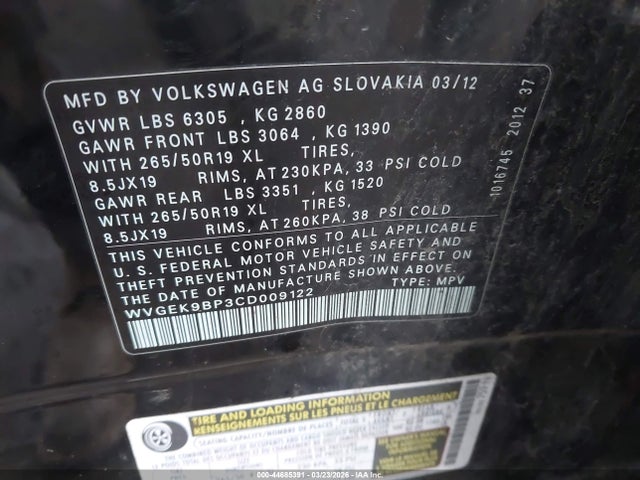 MFD BY VOLKSWAGEN AG SLOVAKIA 03/12
GVWR LBS 6305 , KG 2860
GAWR FRONT LBS 3064 , KG 1390
WITH 265/50R19 XL TIRES,
8.5JX19 RIMS, AT 230KPA, 33 PSI COLD
GAWR REAR LBS 3351 , KG 1520
WITH 265/50R19 XL TIRES,
8.5JX19 RIMS, AT 260KPA, 38 PSI COLD
THIS VEHICLE CONFORMS TO ALL APPLICABLE
U.S. FEDERAL MOTOR VEHICLE SAFETY AND
THEFT PREVENTION STANDARDS IN EFFECT ON
THE DATE OF MANUFACTURE SHOWN ABOVE.
WVGEK9BP3CD009122 TYPE: MPV
1016745 2012 37
TIRE AND LOADING INFORMATION
RENSEIGNEMENTS SUR LES PNEUS ET LE CHARGEMENT
SEATING CAPACITY/NOMBRE DE PLACES
000-44685391 | 03/23/2026 - IAA Inc.